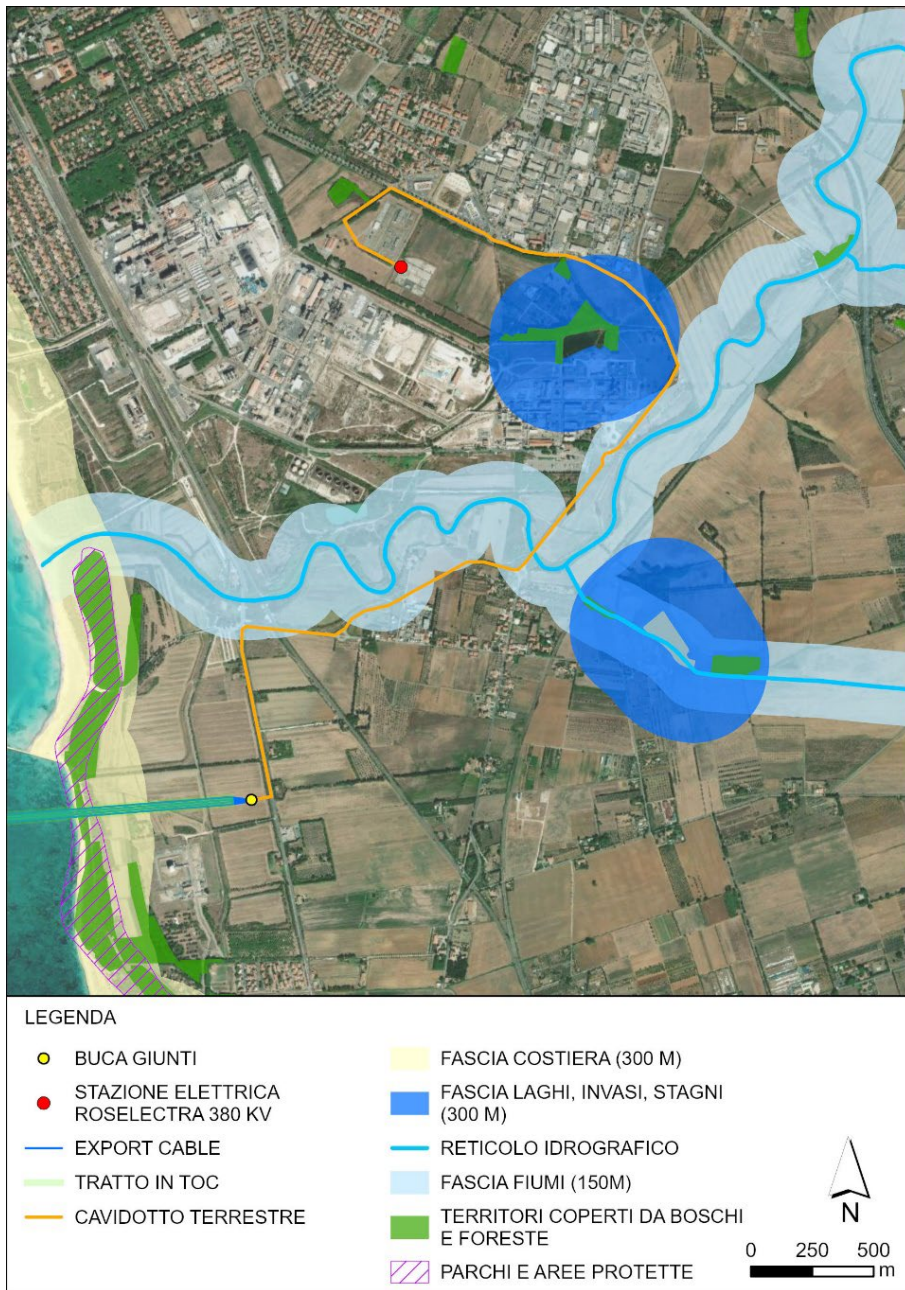 LEGENDA
BUCA GIUNTI
STAZIONE ELETTRICA
ROSELECTRA 380 KV
EXPORT CABLE
TRATTO IN TOC
CAVIDOTTO TERRESTRE
FASCIA COSTIERA (300 M)
FASCIA LAGHI, INVASI, STAGNI
(300 M)
RETICOLO IDROGRAFICO
FASCIA FIUMI (150M)
TERRITORI COPERTI DA BOSCHI
E FORESTE
PARCHI E AREE PROTETTE
N
0 250 500
m